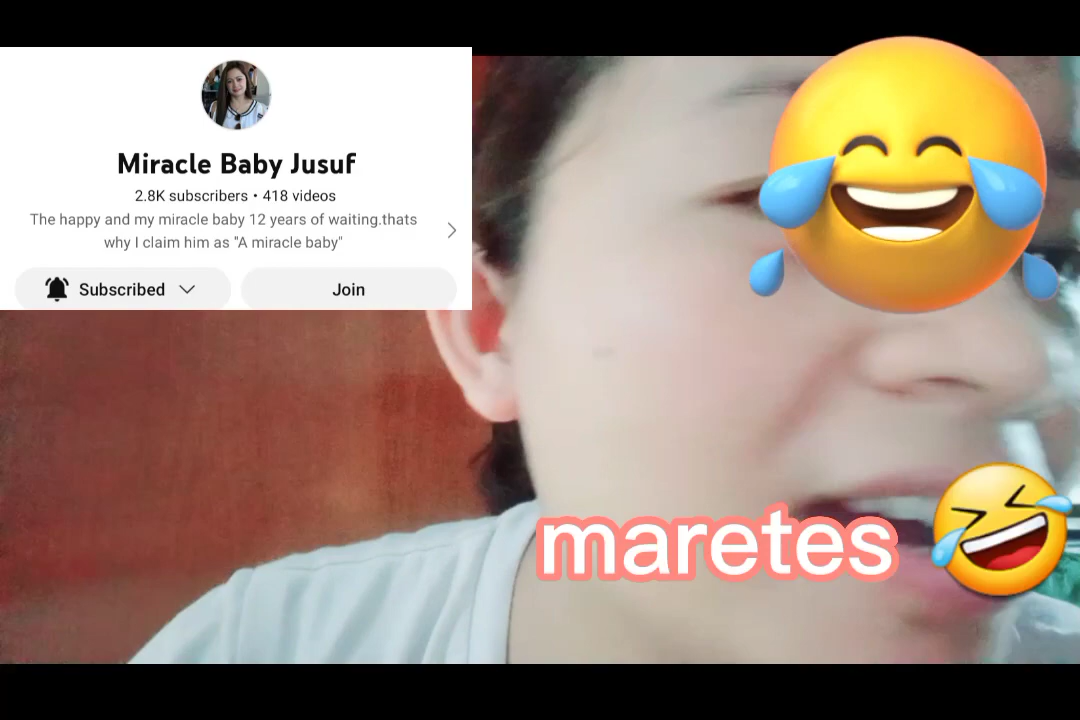 Miracle Baby Jusuf
2.8K subscribers • 418 videos
The happy and my miracle baby 12 years of waiting.thats
why I claim him as "A miracle baby"
Subscribed
Join
maretes